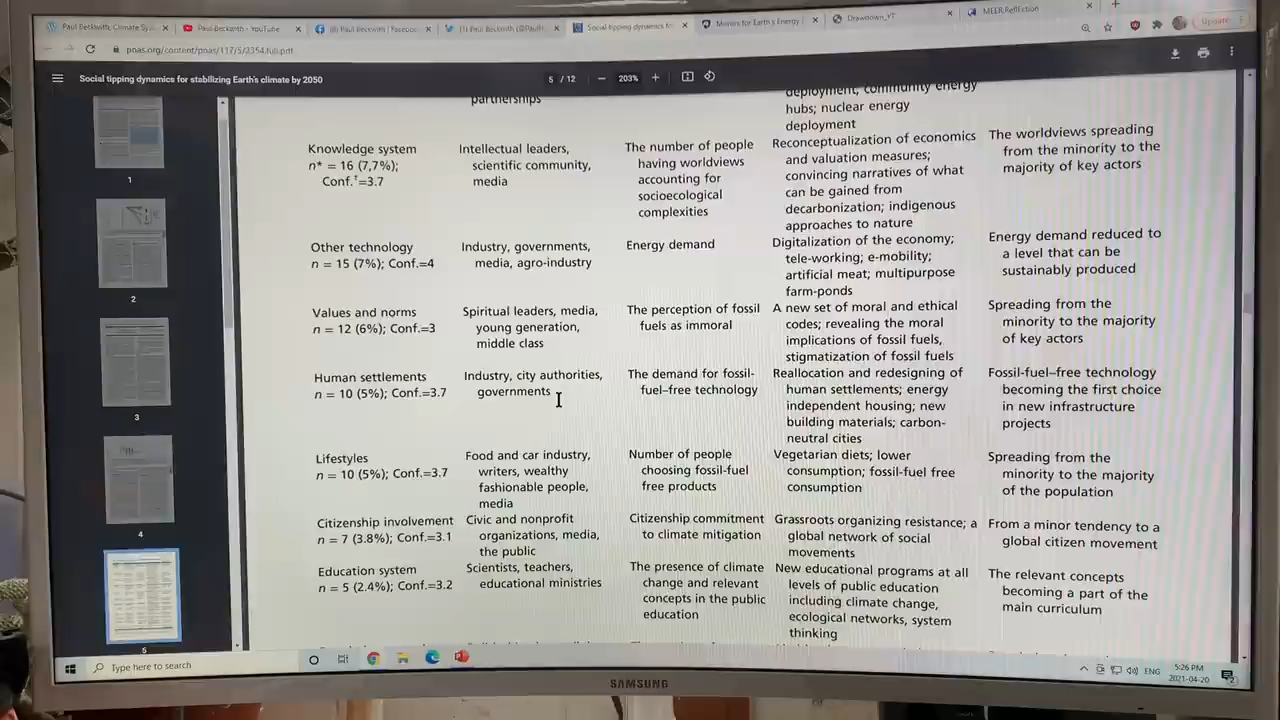 Paul Beckwith, Climate Sy
Paul Beckwith - YouTube
(8) Paul Beckwith | Faceboo
(1) Paul Beckwith (@PaulH
Social tipping dynamics fo
Mirrors for Earth's Energy
Drawdown_YT
MEER:ReflEction
pnas.org/content/pnas/117/5/2354.full.pdf
Update
Social tipping dynamics for stabilizing Earth's climate by 2050
5 / 12
203%
partnerships
deployment; community energy
hubs; nuclear energy
deployment
Knowledge system
n* = 16 (7,7%);
Conf.†=3.7
Intellectual leaders,
scientific community,
media
The number of people
having worldviews
accounting for
socioecological
complexities
Reconceptualization of economics
and valuation measures;
convincing narratives of what
can be gained from
decarbonization; indigenous
approaches to nature
The worldviews spreading
from the minority to the
majority of key actors
Other technology
n = 15 (7%); Conf.=4
Industry, governments,
media, agro-industry
Energy demand
Digitalization of the economy;
tele-working; e-mobility;
artificial meat; multipurpose
farm-ponds
Energy demand reduced to
a level that can be
sustainably produced
Values and norms
n = 12 (6%); Conf.=3
Spiritual leaders, media,
young generation,
middle class
The perception of fossil
fuels as immoral
A new set of moral and ethical
codes; revealing the moral
implications of fossil fuels,
stigmatization of fossil fuels
Spreading from the
minority to the majority
of key actors
Human settlements
n = 10 (5%); Conf.=3.7
Industry, city authorities,
governments
The demand for fossil-
fuel–free technology
Reallocation and redesigning of
human settlements; energy
independent housing; new
building materials; carbon-
neutral cities
Fossil-fuel–free technology
becoming the first choice
in new infrastructure
projects
Lifestyles
n = 10 (5%); Conf.=3.7
Food and car industry,
writers, wealthy
fashionable people,
media
Number of people
choosing fossil-fuel
free products
Vegetarian diets; lower
consumption; fossil-fuel free
consumption
Spreading from the
minority to the majority
of the population
Citizenship involvement
n = 7 (3.8%); Conf.=3.1
Civic and nonprofit
organizations, media,
the public
Citizenship commitment
to climate mitigation
Grassroots organizing resistance; a
global network of social
movements
From a minor tendency to a
global citizen movement
Education system
n = 5 (2.4%); Conf.=3.2
Scientists, teachers,
educational ministries
The presence of climate
change and relevant
concepts in the public
education
New educational programs at all
levels of public education
including climate change,
ecological networks, system
thinking
The relevant concepts
becoming a part of the
main curriculum
1
2
3
4
5
Type here to search
ENG
5:26 PM
2021-04-20
SAMSUNG